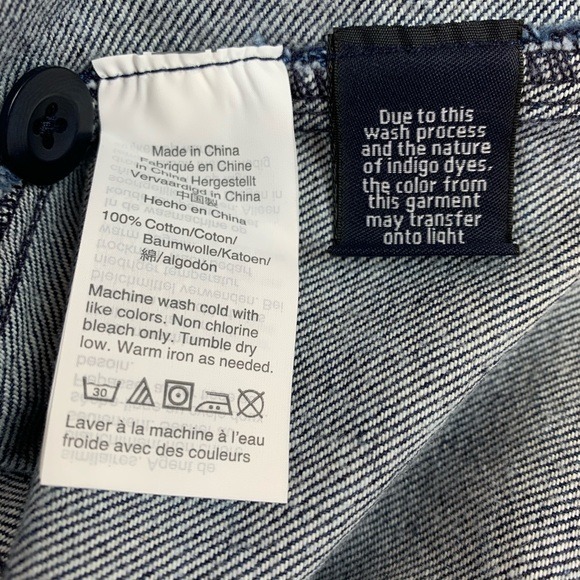 Made in China
Fabriqué en Chine
in China Hergestellt
Vervaardigd in China
中国製
Hecho en China
100% Cotton/Coton/
Baumwolle/Katoen/
綿/algodón
Machine wash cold with
like colors. Non chlorine
bleach only. Tumble dry
low. Warm iron as needed.
30
Laver à la machine à l'eau
froide avec des couleurs
Due to this
wash process
and the nature
of indigo dyes,
the color from
this garment
may transfer
onto light